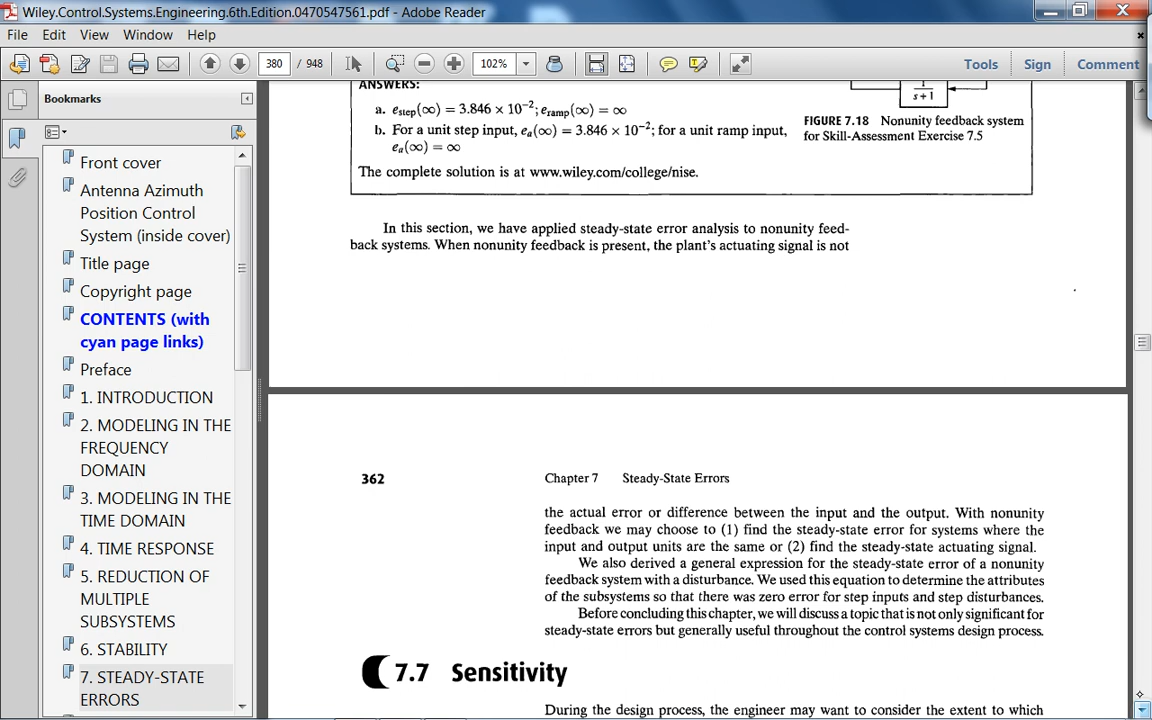 Wiley.Control.Systems.Engineering.6th.Edition.0470547561.pdf - Adobe Reader
File Edit View Window Help
380 / 948 102% Tools Sign Comment
Bookmarks
Front cover
Antenna Azimuth
Position Control
System (inside cover)
Title page
Copyright page
CONTENTS (with
cyan page links)
Preface
1. INTRODUCTION
2. MODELING IN THE
FREQUENCY
DOMAIN
3. MODELING IN THE
TIME DOMAIN
4. TIME RESPONSE
5. REDUCTION OF
MULTIPLE
SUBSYSTEMS
6. STABILITY
7. STEADY-STATE
ERRORS
ANSWERS:
a. e_step(∞) = 3.846 × 10⁻²; e_ramp(∞) = ∞
b. For a unit step input, e_a(∞) = 3.846 × 10⁻²; for a unit ramp input,
e_a(∞) = ∞
The complete solution is at www.wiley.com/college/nise.
1
s+1
FIGURE 7.18 Nonunity feedback system
for Skill-Assessment Exercise 7.5
In this section, we have applied steady-state error analysis to nonunity feed-
back systems. When nonunity feedback is present, the plant's actuating signal is not
362 Chapter 7 Steady-State Errors
the actual error or difference between the input and the output. With nonunity
feedback we may choose to (1) find the steady-state error for systems where the
input and output units are the same or (2) find the steady-state actuating signal.
We also derived a general expression for the steady-state error of a nonunity
feedback system with a disturbance. We used this equation to determine the attributes
of the subsystems so that there was zero error for step inputs and step disturbances.
Before concluding this chapter, we will discuss a topic that is not only significant for
steady-state errors but generally useful throughout the control systems design process.
7.7 Sensitivity
During the design process, the engineer may want to consider the extent to which